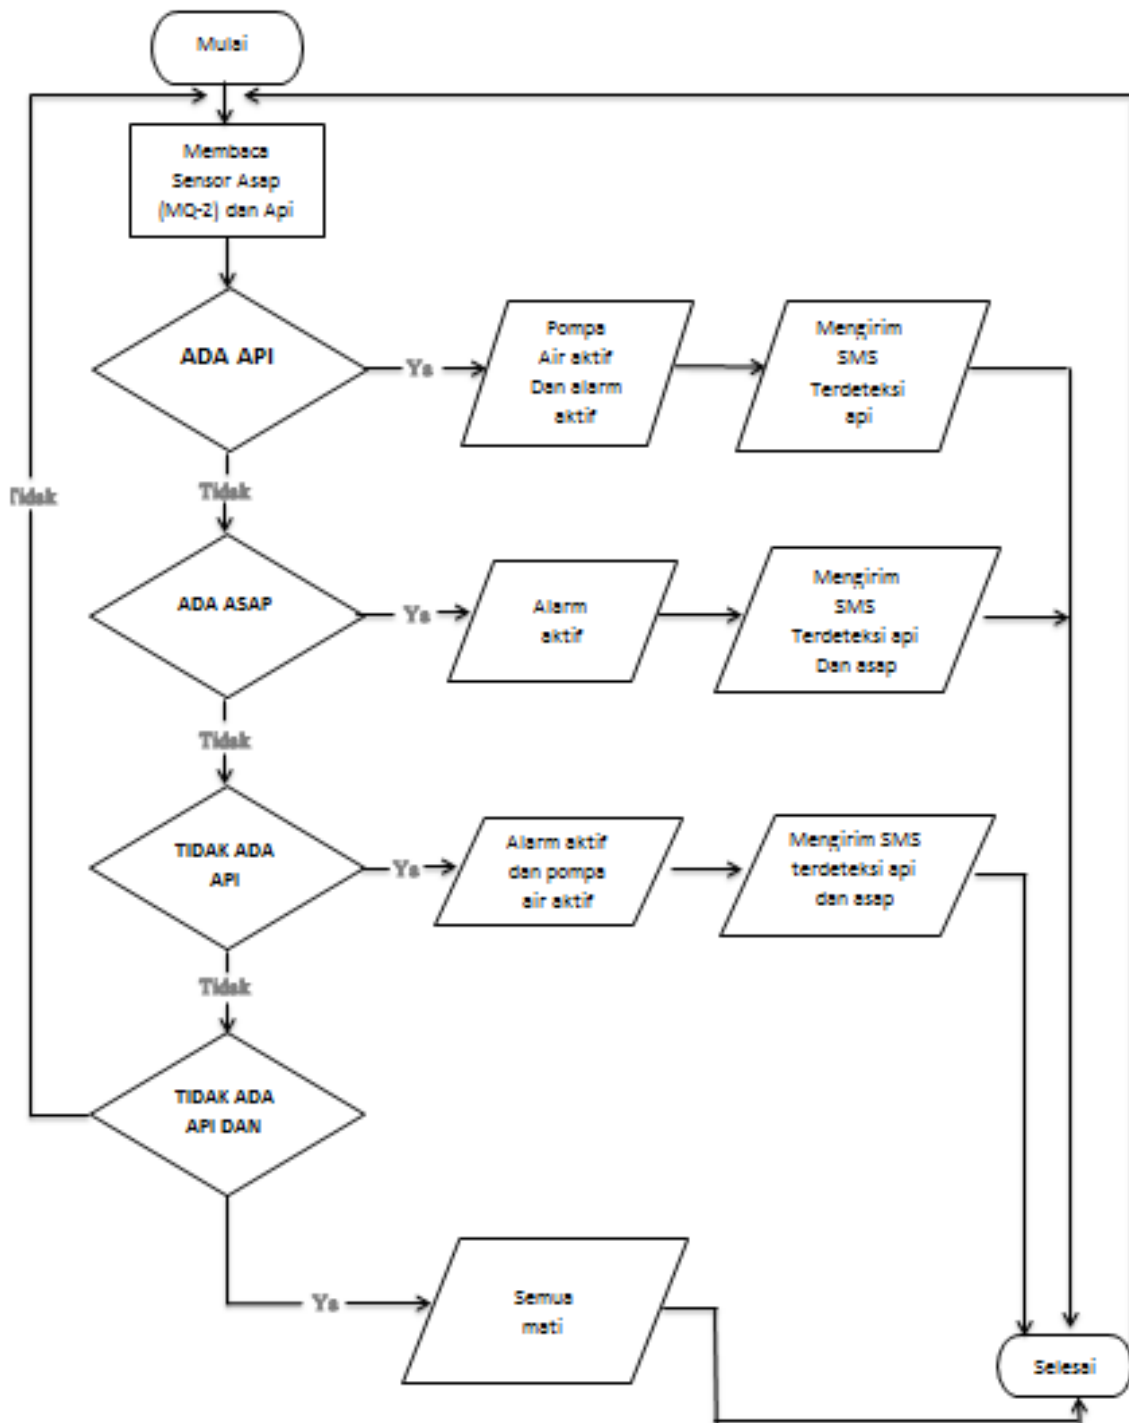 Mulai
Membaca
Sensor Asap
(MQ-2) dan Api
ADA API
Ya
Pompa
Air aktif
Dan alarm
aktif
Mengirim
SMS
Terdeteksi
api
Tidak
Tidak
ADA ASAP
Ya
Alarm
aktif
Mengirim
SMS
Terdeteksi api
Dan asap
Tidak
TIDAK ADA
API
Ya
Alarm aktif
dan pompa
air aktif
Mengirim SMS
terdeteksi api
dan asap
Tidak
TIDAK ADA
API DAN
Ya
Semua
mati
Selesai